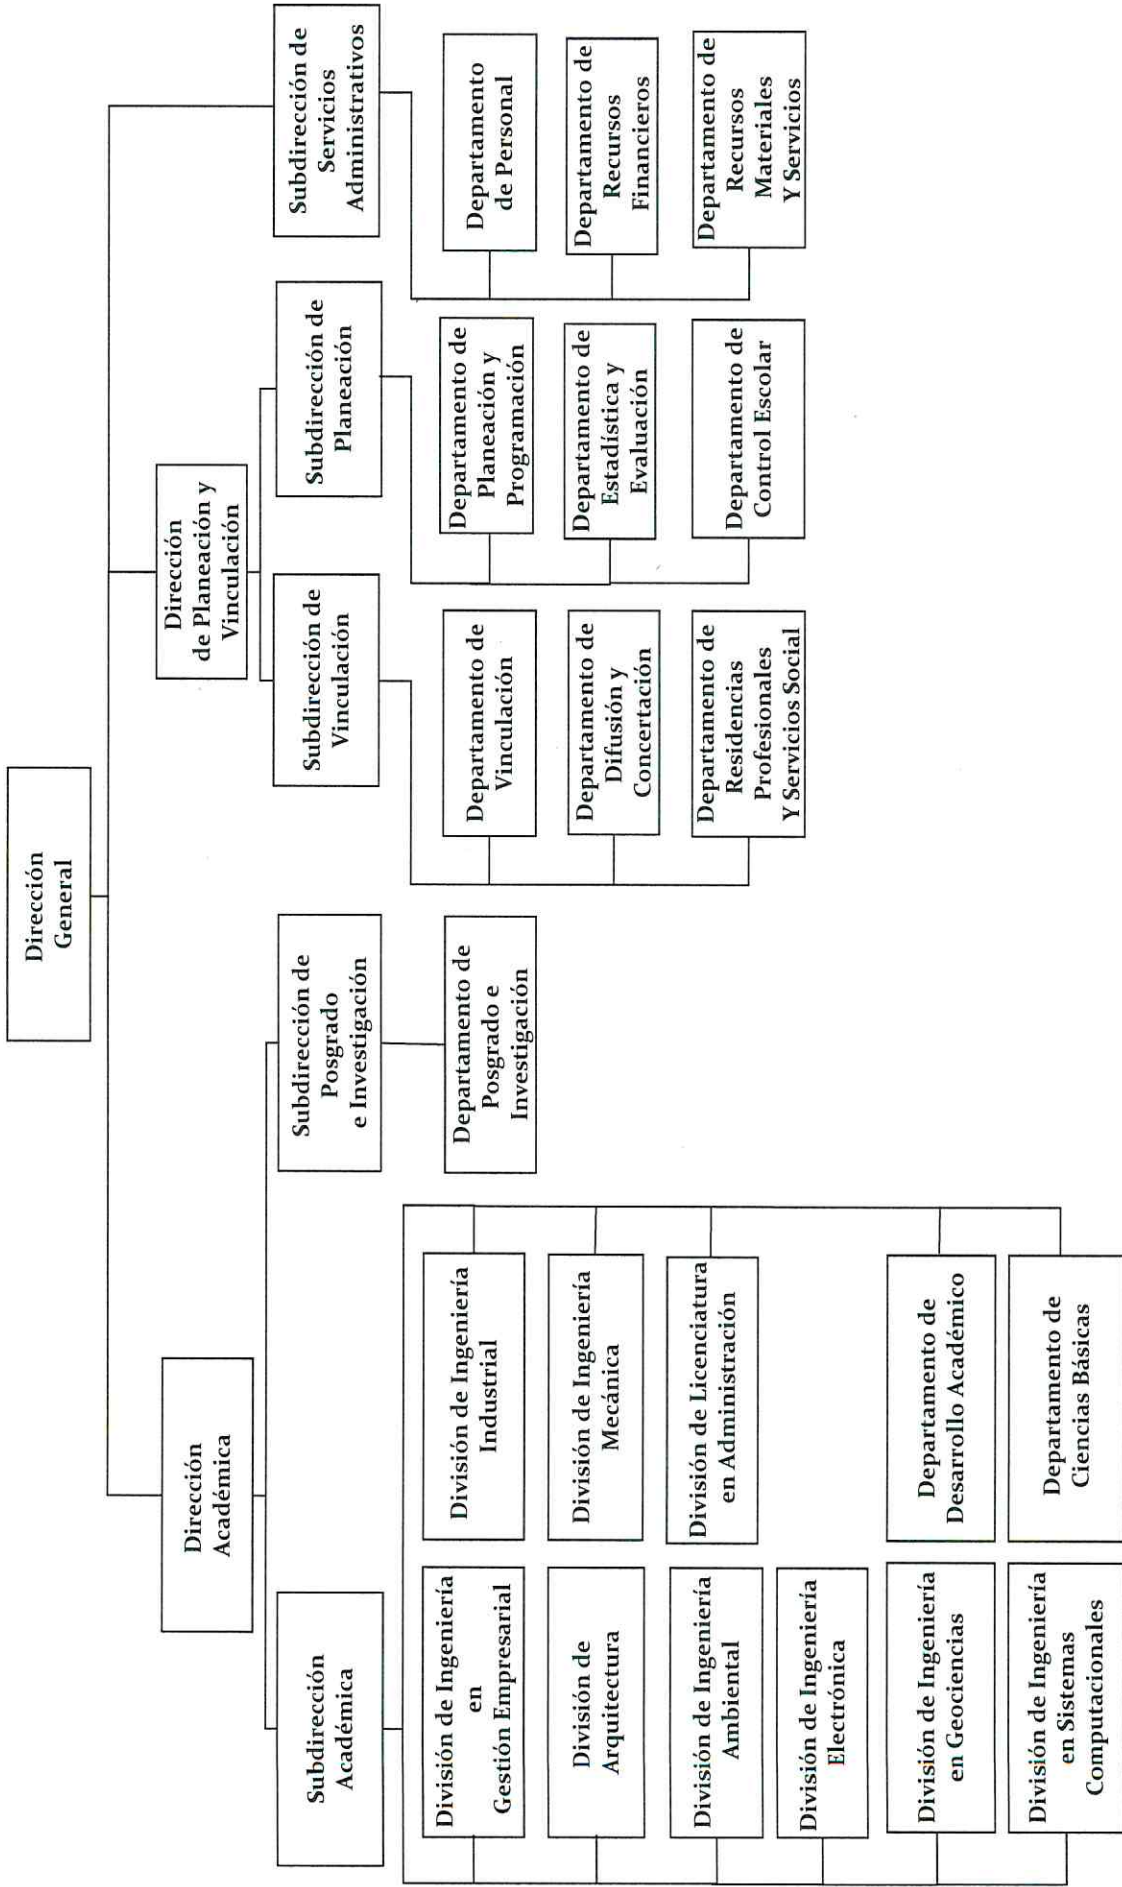 Dirección
General
Dirección
Académica
Dirección
de Planeación y
Vinculación
Subdirección
Académica
Subdirección de
Posgrado
e Investigación
Subdirección de
Vinculación
Subdirección de
Planeación
Subdirección de
Servicios
Administrativos
División de Ingeniería
en
Gestión Empresarial
División de
Arquitectura
División de Ingeniería
Ambiental
División de Ingeniería
Electrónica
División de Ingeniería
en Geociencias
División de Ingeniería
en Sistemas
Computacionales
División de Ingeniería
Industrial
División de Ingeniería
Mecánica
División de Licenciatura
en Administración
Departamento de
Desarrollo Académico
Departamento de
Ciencias Básicas
Departamento de
Posgrado e
Investigación
Departamento de
Vinculación
Departamento de
Difusión y
Concertación
Departamento de
Residencias
Profesionales
Y Servicios Social
Departamento de
Planeación y
Programación
Departamento de
Estadística y
Evaluación
Departamento de
Control Escolar
Departamento
de Personal
Departamento de
Recursos
Financieros
Departamento de
Recursos
Materiales
Y Servicios